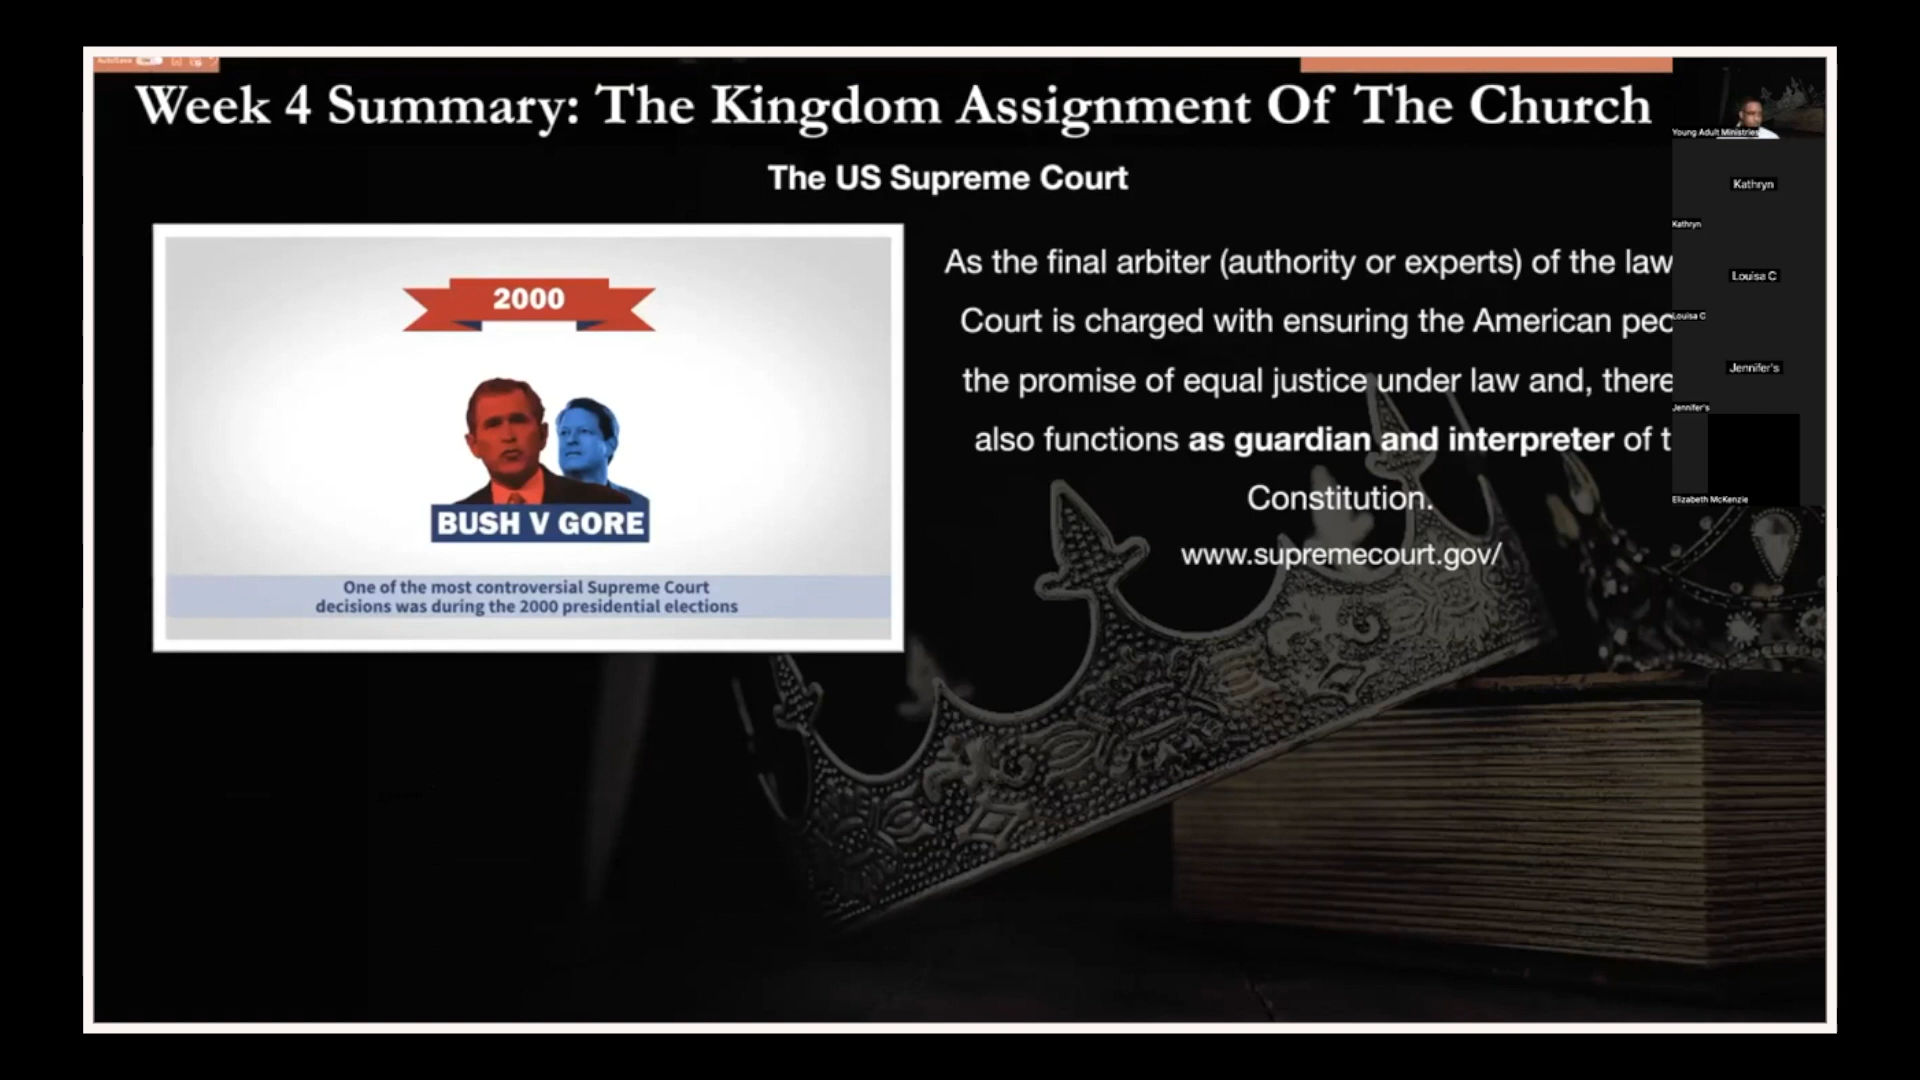 AutoSave
Week 4 Summary: The Kingdom Assignment Of The Church
The US Supreme Court
2000
BUSH V GORE
One of the most controversial Supreme Court
decisions was during the 2000 presidential elections
As the final arbiter (authority or experts) of the law
Court is charged with ensuring the American
the promise of equal justice under law and,
also functions as guardian and interpreter of
Constitution.
www.supremecourt.gov/
Young Adult Ministries
Kathryn
Kathryn
Louisa C
Louisa C
Jennifer's
Jennifer's
Elizabeth McKenzie